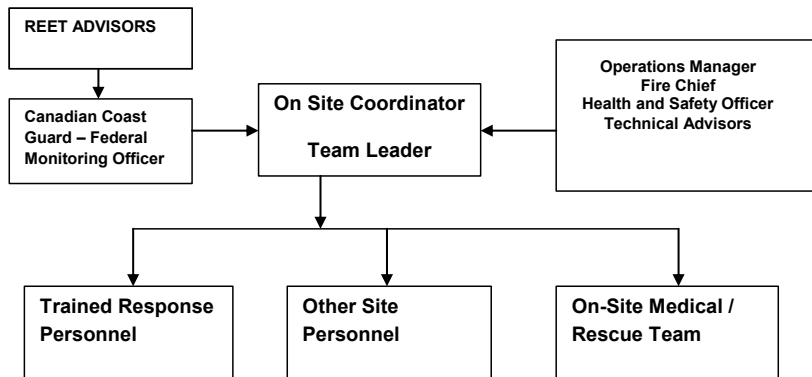 REET ADVISORS
Canadian Coast
Guard – Federal
Monitoring Officer
On Site Coordinator
Team Leader
Operations Manager
Fire Chief
Health and Safety Officer
Technical Advisors
Trained Response
Personnel
Other Site
Personnel
On-Site Medical /
Rescue Team